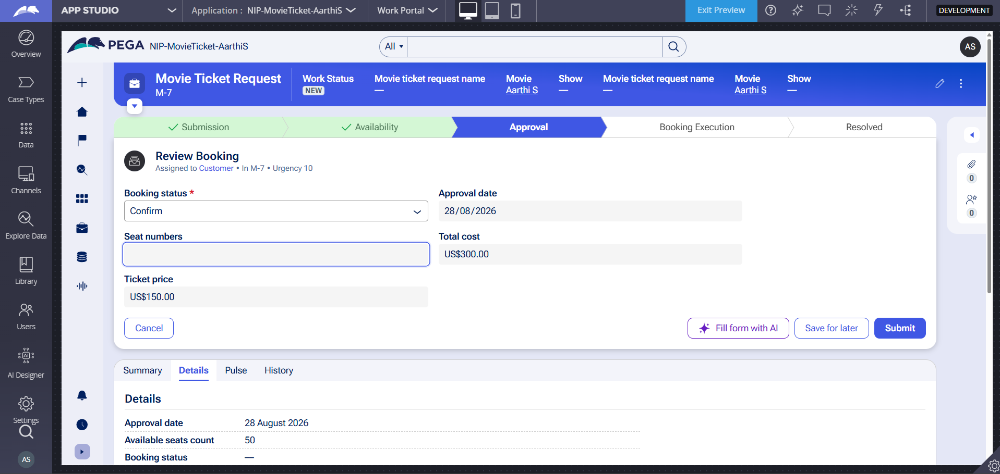 APP STUDIO
Application : NIP-MovieTicket-AarthiS
Work Portal
Exit Preview
DEVELOPMENT
Overview
Case Types
Data
Channels
Explore Data
Library
Users
AI
AI Designer
Settings
AS
PEGA NIP-MovieTicket-AarthiS
All
AS
Movie Ticket Request
M-7
Work Status
NEW
Movie ticket request name
—
Movie
Aarthi S
Show
—
Movie ticket request name
—
Movie
Aarthi S
Show
—
Submission
Availability
Approval
Booking Execution
Resolved
Review Booking
Assigned to Customer • In M-7 • Urgency 10
0
0
Booking status *
Confirm
Approval date
28/08/2026
Seat numbers
Total cost
US$300.00
Ticket price
US$150.00
Cancel
Fill form with AI
Save for later
Submit
Summary
Details
Pulse
History
Details
Approval date 28 August 2026
Available seats count 50
Booking status —